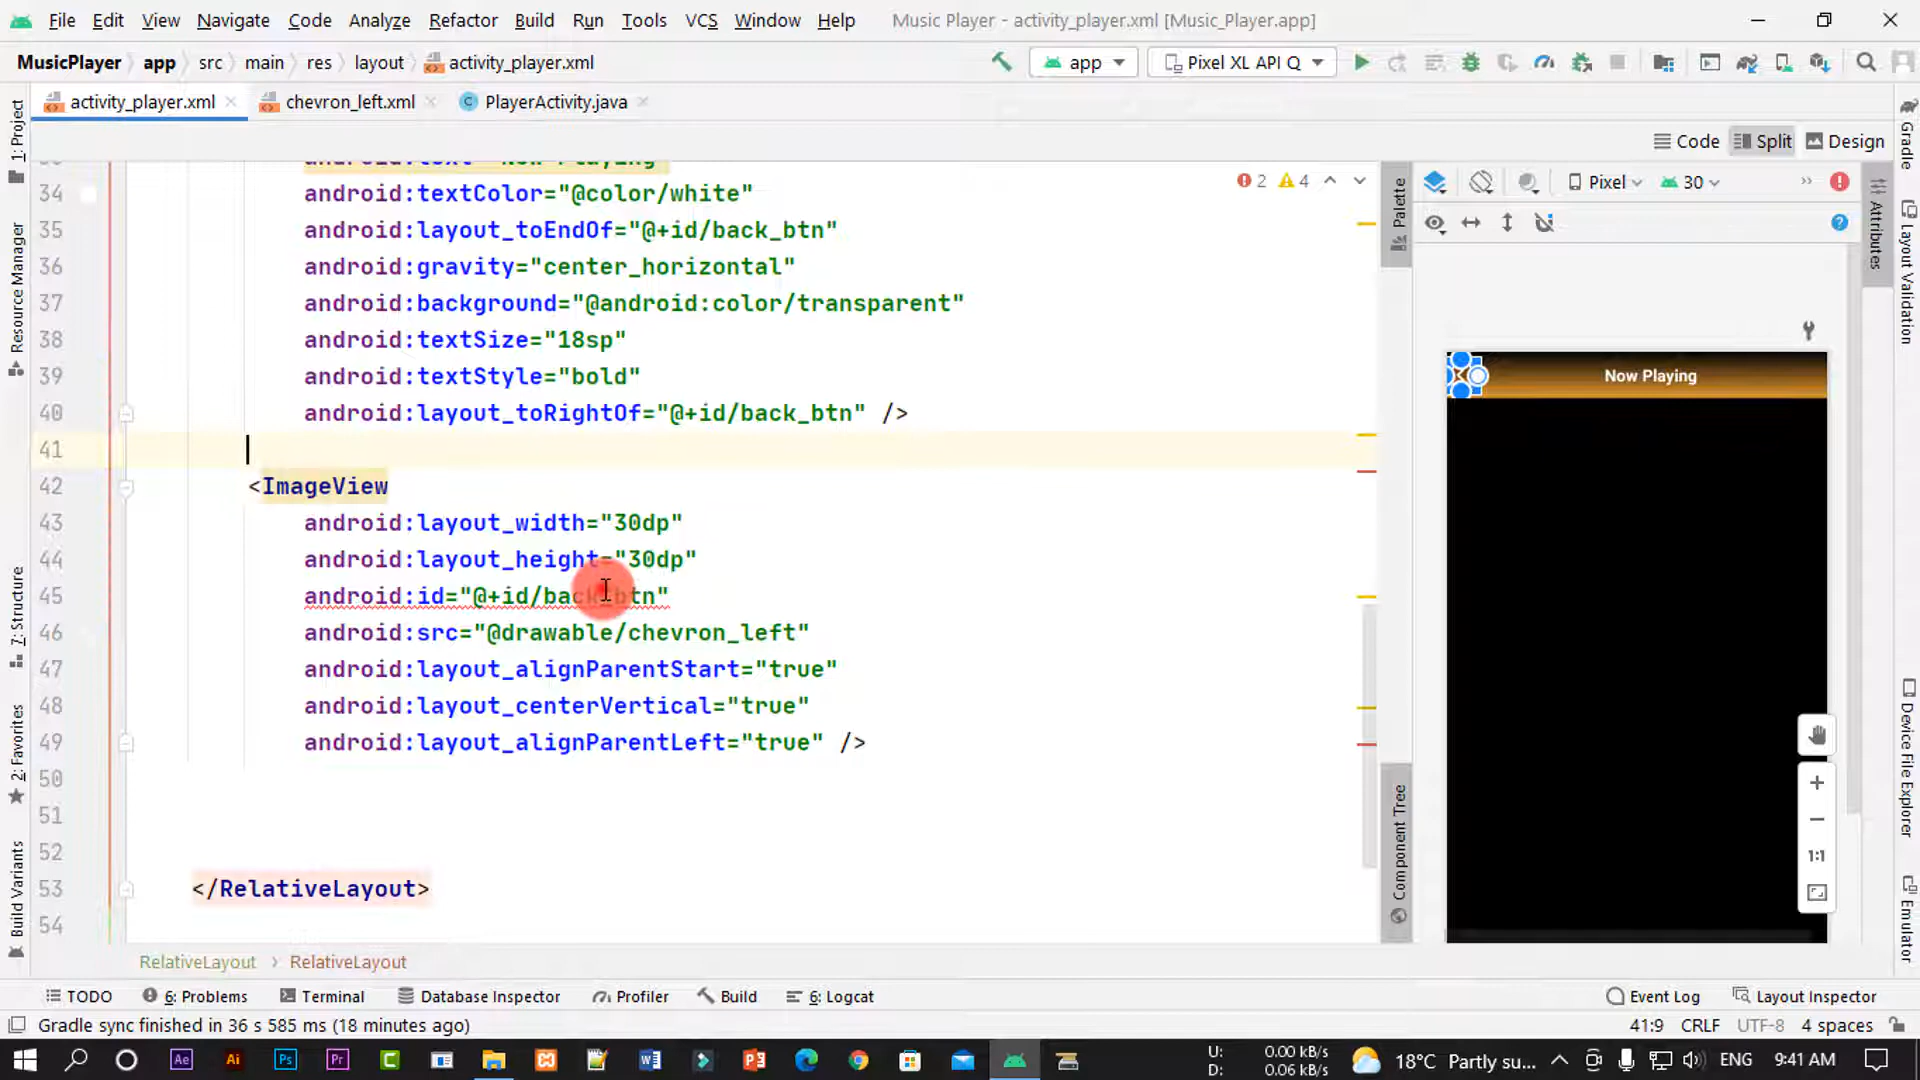 File Edit View Navigate Code Analyze Refactor Build Run Tools VCS Window Help Music Player - activity_player.xml [Music_Player.app]
MusicPlayer app src main res layout activity_player.xml app Pixel XL API Q
activity_player.xml chevron_left.xml PlayerActivity.java
Code Split Design
34 android:textColor="@color/white"
35 android:layout_toEndOf="@+id/back_btn"
36 android:gravity="center_horizontal"
37 android:background="@android:color/transparent"
38 android:textSize="18sp"
39 android:textStyle="bold"
40 android:layout_toRightOf="@+id/back_btn" />
41
42 <ImageView
43 android:layout_width="30dp"
44 android:layout_height="30dp"
45 android:id="@+id/back_btn"
46 android:src="@drawable/chevron_left"
47 android:layout_alignParentStart="true"
48 android:layout_centerVertical="true"
49 android:layout_alignParentLeft="true" />
50
51
52
53 </RelativeLayout>
54
2 4
Pixel 30
Now Playing
1:1
1: Project
Resource Manager
7: Structure
2: Favorites
Build Variants
Palette
Component Tree
Attributes
Gradle
Layout Validation
Device File Explorer
Emulator
RelativeLayout RelativeLayout
TODO 6: Problems Terminal Database Inspector Profiler Build 6: Logcat Event Log Layout Inspector
Gradle sync finished in 36 s 585 ms (18 minutes ago) 41:9 CRLF UTF-8 4 spaces
Ae Ai Ps Pr C W P
U: 0.00 kB/s
D: 0.06 kB/s
18°C Partly su... ENG 9:41 AM